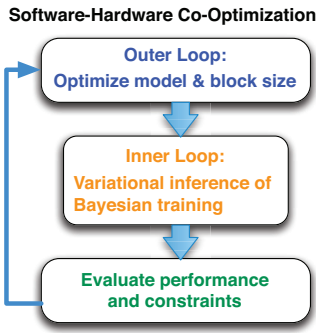 Software-Hardware Co-Optimization
Outer Loop:
Optimize model & block size
Inner Loop:
Variational inference of
Bayesian training
Evaluate performance
and constraints